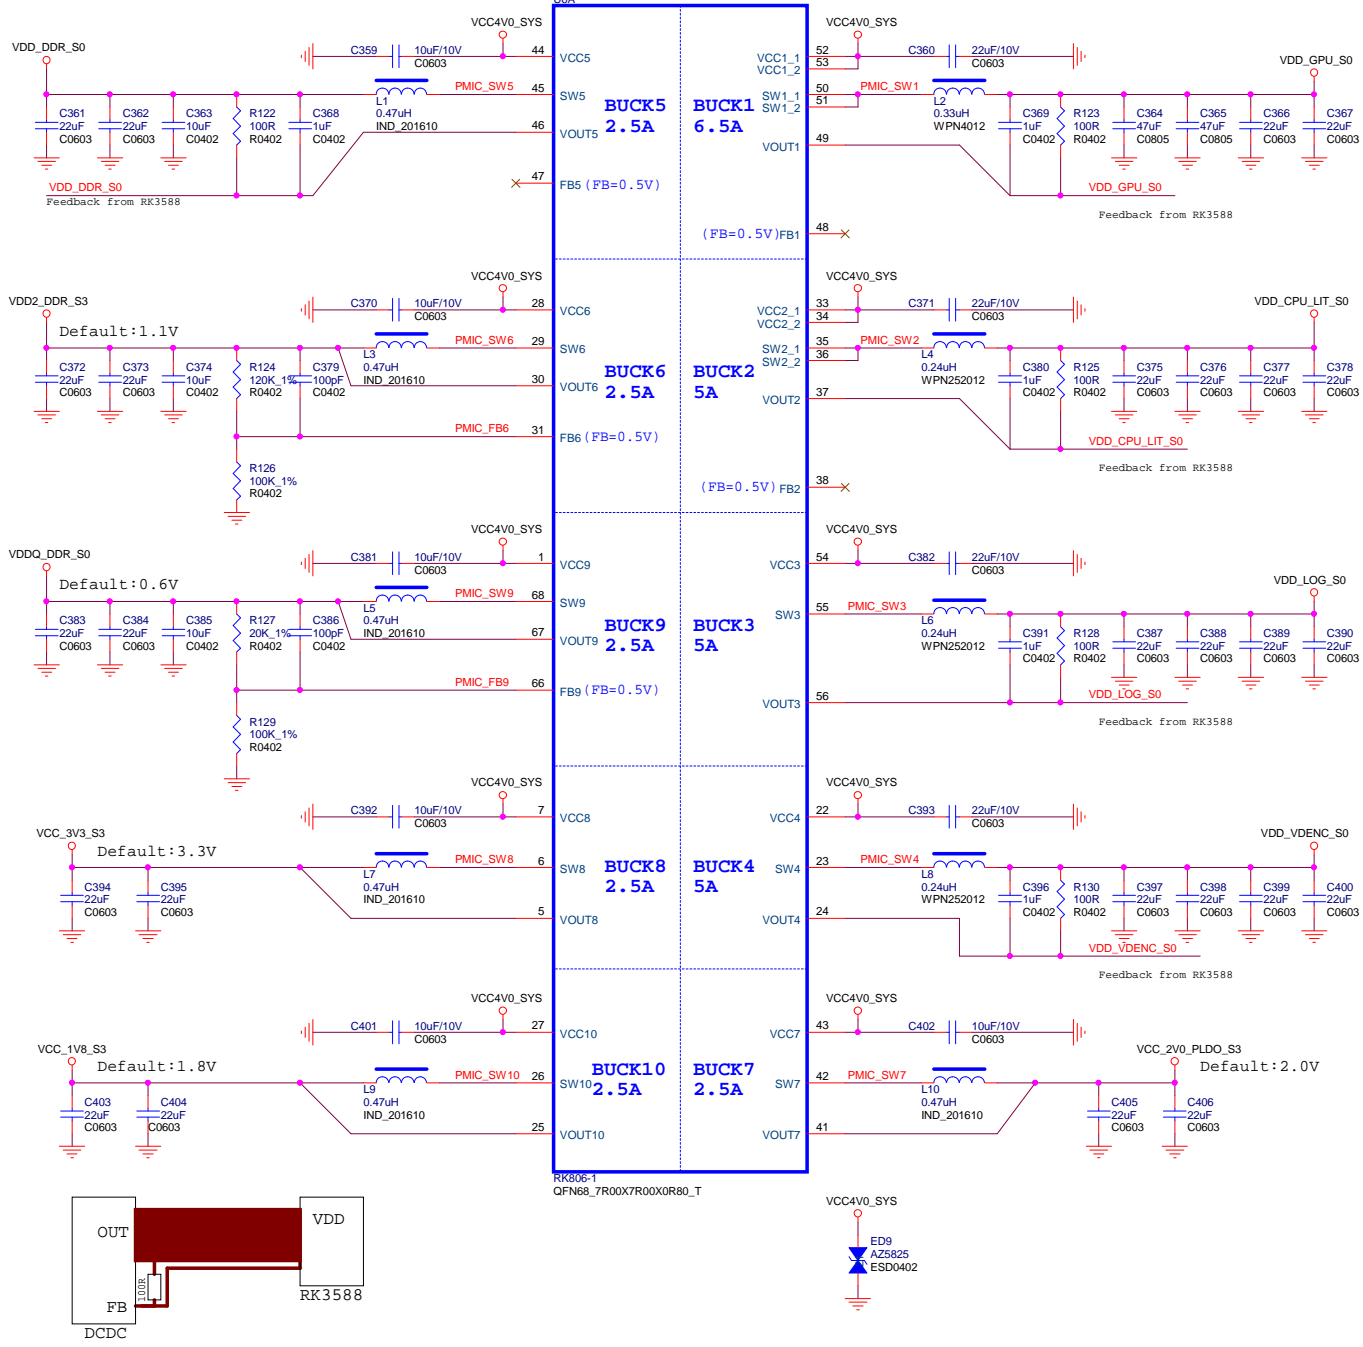 VCC4V0_SYS
VDD_DDR_S0
C359
10uF/10V
C0603
44
VCC5
PMIC_SW5
45
SW5
L1
0.47uH
IND_201610
46
VOUT5
C361
22uF
C0603
C362
22uF
C0603
C363
10uF
C0402
R122
100R
R0402
C368
1uF
C0402
VDD_DDR_S0
Feedback from RK3588
47
FB5 (FB=0.5V)
BUCK5
2.5A
BUCK1
6.5A
VCC4V0_SYS
52
53
VCC1_1
VCC1_2
C360
22uF/10V
C0603
VDD_GPU_S0
50
51
SW1_1
SW1_2
PMIC_SW1
L2
0.33uH
WPN4012
49
VOUT1
C369
1uF
C0402
R123
100R
R0402
C364
47uF
C0805
C365
47uF
C0805
C366
22uF
C0603
C367
22uF
C0603
VDD_GPU_S0
Feedback from RK3588
(FB=0.5V) FB1
48
VCC4V0_SYS
VDD2_DDR_S3
Default:1.1V
C370
10uF/10V
C0603
28
VCC6
PMIC_SW6
29
SW6
L3
0.47uH
IND_201610
30
VOUT6
C372
22uF
C0603
C373
22uF
C0603
C374
10uF
C0402
R124
120K_1%
R0402
C379
100pF
C0402
PMIC_FB6
31
FB6 (FB=0.5V)
R126
100K_1%
R0402
BUCK6
2.5A
BUCK2
5A
VCC4V0_SYS
33
34
VCC2_1
VCC2_2
C371
22uF/10V
C0603
VDD_CPU_LIT_S0
35
36
SW2_1
SW2_2
PMIC_SW2
L4
0.24uH
WPN252012
37
VOUT2
C380
1uF
C0402
R125
100R
R0402
C375
22uF
C0603
C376
22uF
C0603
C377
22uF
C0603
C378
22uF
C0603
VDD_CPU_LIT_S0
Feedback from RK3588
(FB=0.5V) FB2
38
VCC4V0_SYS
VDDQ_DDR_S0
Default:0.6V
C381
10uF/10V
C0603
1
VCC9
PMIC_SW9
68
SW9
L5
0.47uH
IND_201610
67
VOUT9
C383
22uF
C0603
C384
22uF
C0603
C385
10uF
C0402
R127
20K_1%
R0402
C386
100pF
C0402
PMIC_FB9
66
FB9 (FB=0.5V)
R129
100K_1%
R0402
BUCK9
2.5A
BUCK3
5A
VCC4V0_SYS
54
VCC3
C382
22uF/10V
C0603
VDD_LOG_S0
55
SW3
PMIC_SW3
L6
0.24uH
WPN252012
C391
1uF
C0402
R128
100R
R0402
C387
22uF
C0603
C388
22uF
C0603
C389
22uF
C0603
C390
22uF
C0603
56
VOUT3
VDD_LOG_S0
Feedback from RK3588
VCC4V0_SYS
VCC_3V3_S3
Default:3.3V
C392
10uF/10V
C0603
7
VCC8
PMIC_SW8
6
SW8
L7
0.47uH
IND_201610
5
VOUT8
C394
22uF
C0603
C395
22uF
C0603
BUCK8
2.5A
BUCK4
5A
VCC4V0_SYS
22
VCC4
C393
22uF/10V
C0603
VDD_VDENC_S0
23
SW4
PMIC_SW4
L8
0.24uH
WPN252012
24
VOUT4
C396
1uF
C0402
R130
100R
R0402
C397
22uF
C0603
C398
22uF
C0603
C399
22uF
C0603
C400
22uF
C0603
VDD_VDENC_S0
Feedback from RK3588
VCC4V0_SYS
VCC_1V8_S3
Default:1.8V
C401
10uF/10V
C0603
27
VCC10
PMIC_SW10
26
SW10
L9
0.47uH
IND_201610
25
VOUT10
C403
22uF
C0603
C404
22uF
C0603
BUCK10
2.5A
BUCK7
2.5A
VCC4V0_SYS
43
VCC7
C402
10uF/10V
C0603
VCC_2V0_PLDO_S3
Default:2.0V
42
SW7
PMIC_SW7
L10
0.47uH
IND_201610
41
VOUT7
C405
22uF
C0603
C406
22uF
C0603
RK806-1
QFN68_7R00X7R00X0R80_T
OUT
VDD
100R
FB
RK3588
DCDC
VCC4V0_SYS
ED9
AZ5825
ESD0402